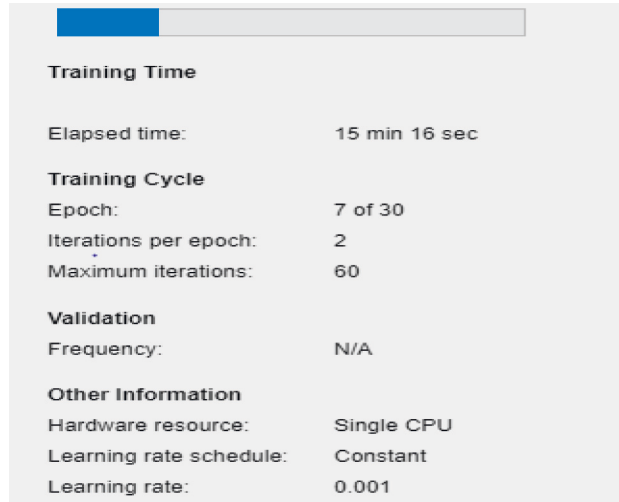 Training Time
Elapsed time: 15 min 16 sec
Training Cycle
Epoch: 7 of 30
Iterations per epoch: 2
Maximum iterations: 60
Validation
Frequency: N/A
Other Information
Hardware resource: Single CPU
Learning rate schedule: Constant
Learning rate: 0.001